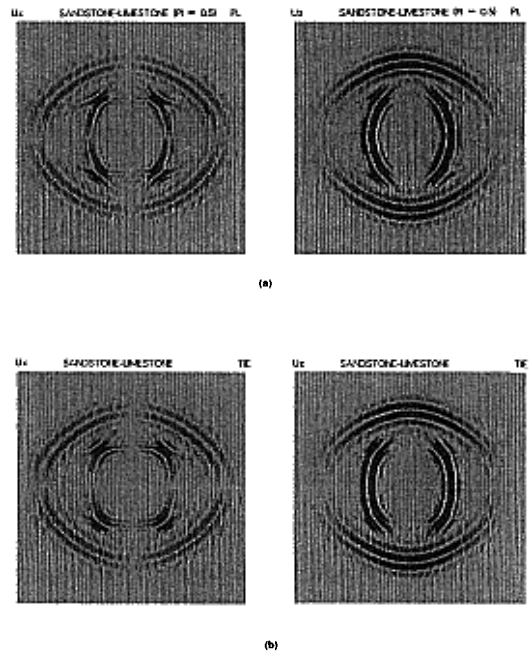 Ux SANDSTONE-LIMESTONE (PI = 0.5) PL
Uz SANDSTONE-LIMESTONE (PI = 0.5) PL
(a)
Ux SANDSTONE-LIMESTONE TIE
Uz SANDSTONE-LIMESTONE TIE
(b)